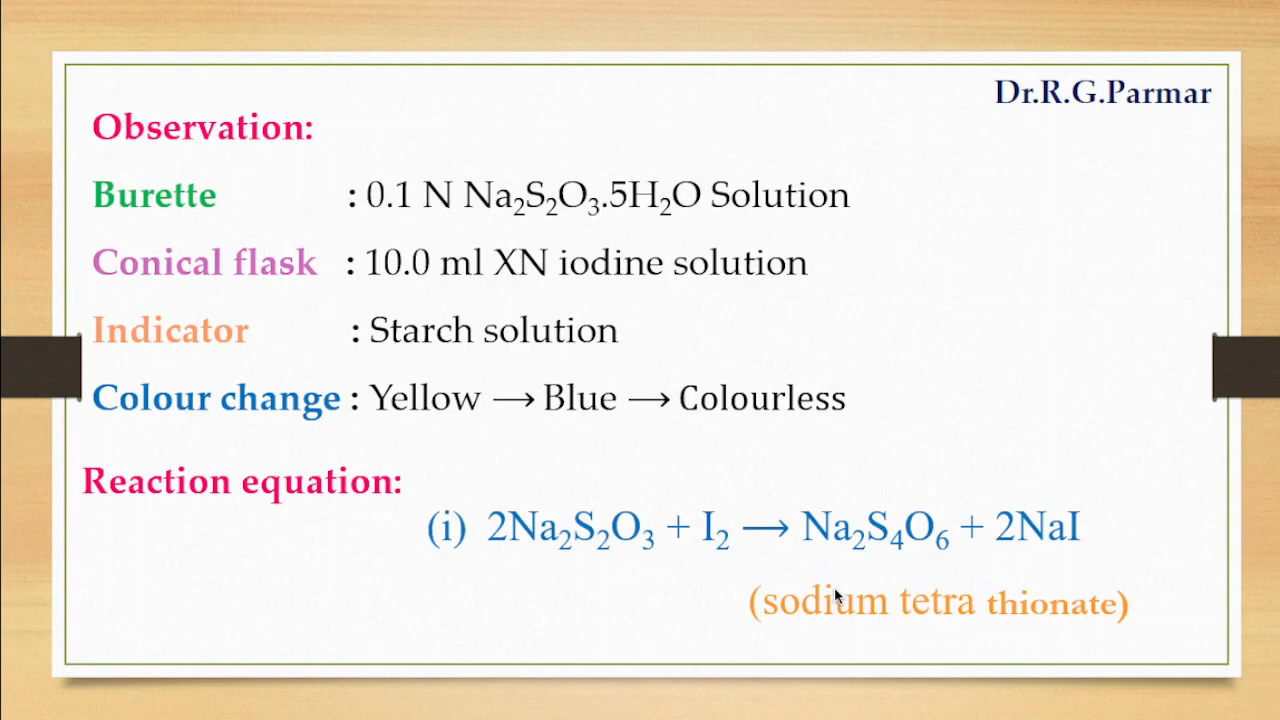 Dr.R.G.Parmar
Observation:
Burette : 0.1 N Na₂S₂O₃.5H₂O Solution
Conical flask : 10.0 ml XN iodine solution
Indicator : Starch solution
Colour change : Yellow ⟶ Blue ⟶ Colourless
Reaction equation:
(i) 2Na₂S₂O₃ + I₂ ⟶ Na₂S₄O₆ + 2NaI
(sodium tetra thionate)